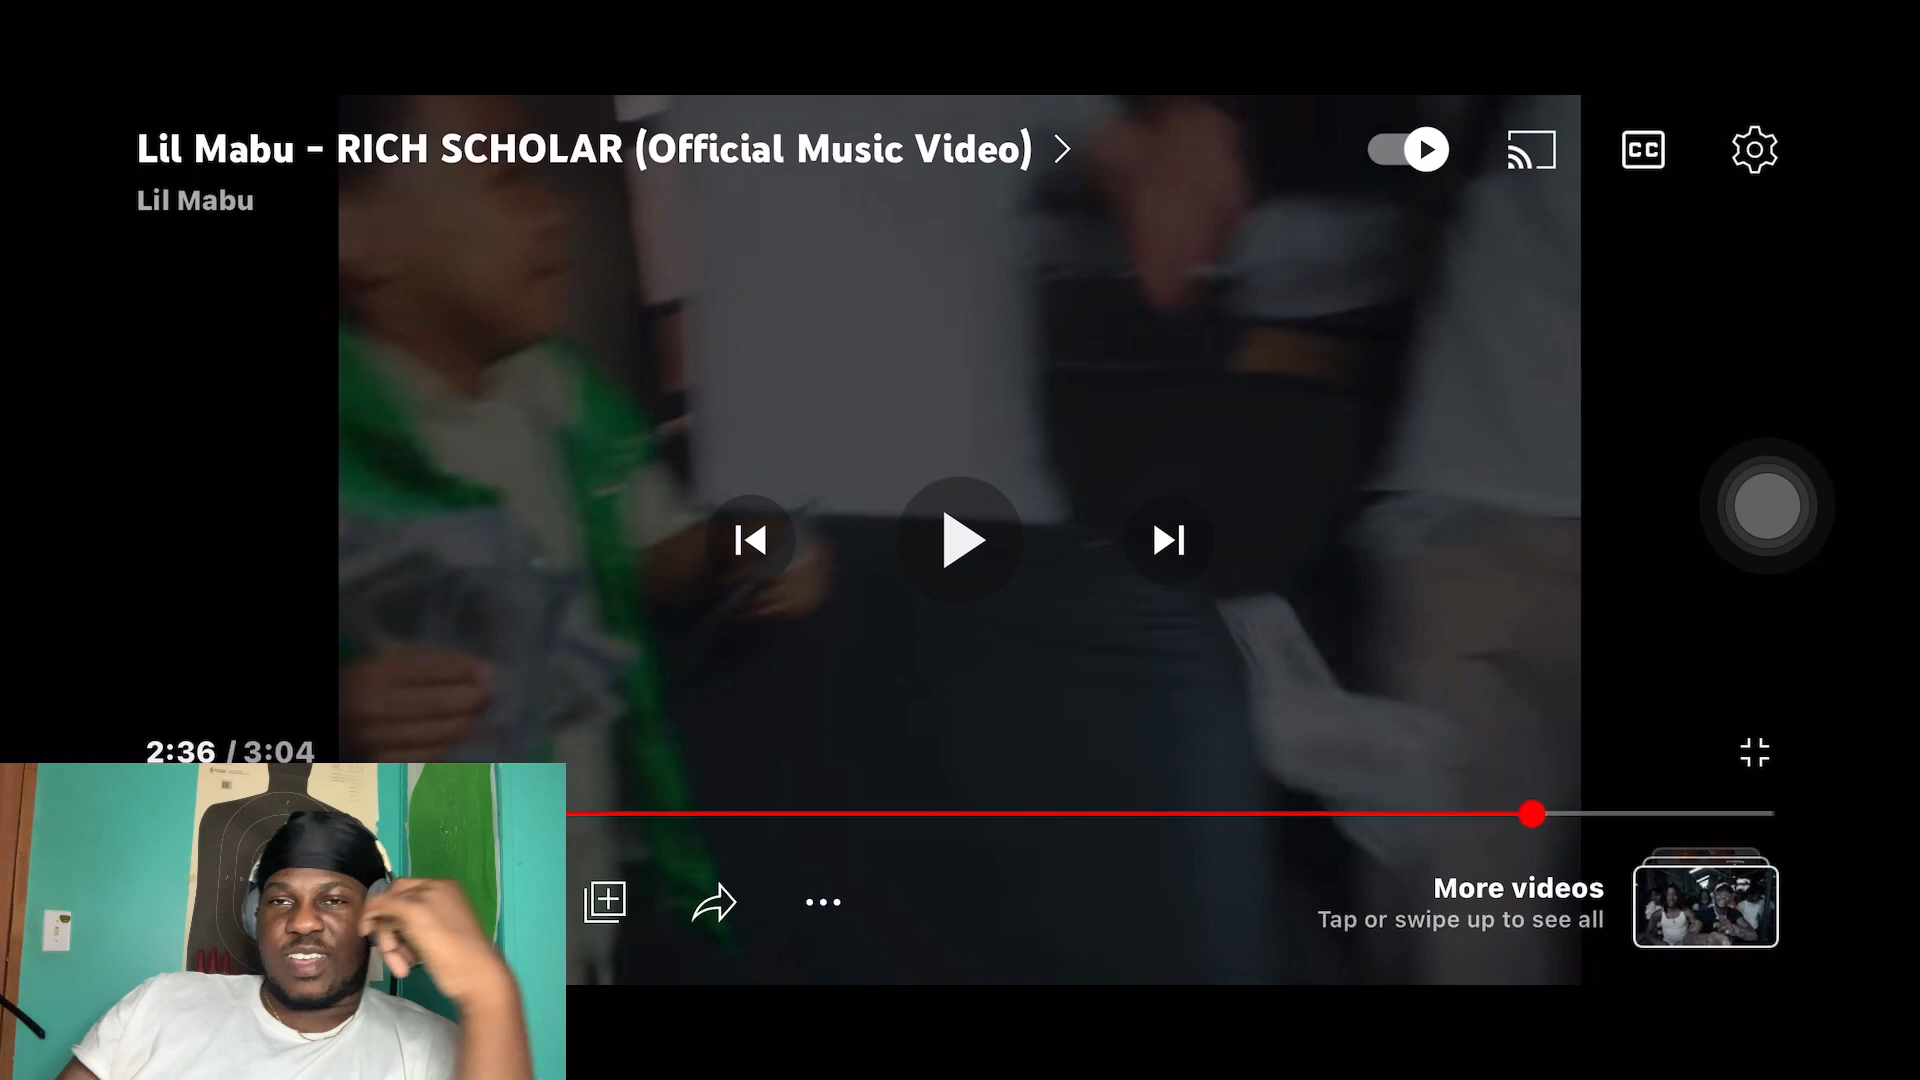 Lil Mabu - RICH SCHOLAR (Official Music Video)
Lil Mabu
CC
2:36 / 3:04
More videos
Tap or swipe up to see all